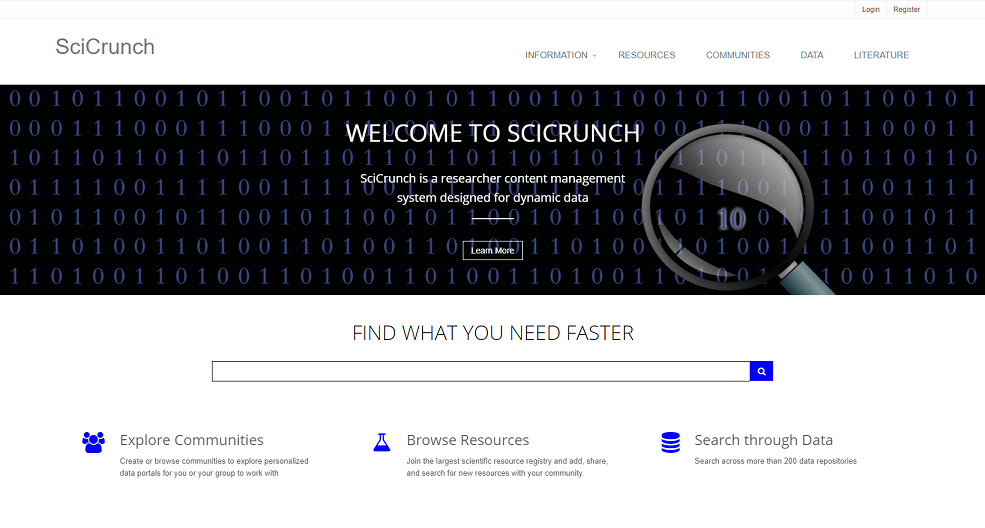 Login Register
SciCrunch
INFORMATION RESOURCES COMMUNITIES DATA LITERATURE
WELCOME TO SCICRUNCH
SciCrunch is a researcher content management
system designed for dynamic data
10
Learn More
FIND WHAT YOU NEED FASTER
Explore Communities
Create or browse communities to explore personalized
data portals for you or your group to work with
Browse Resources
Join the largest scientific resource registry and add, share,
and search for new resources with your community.
Search through Data
Search across more than 200 data repositories